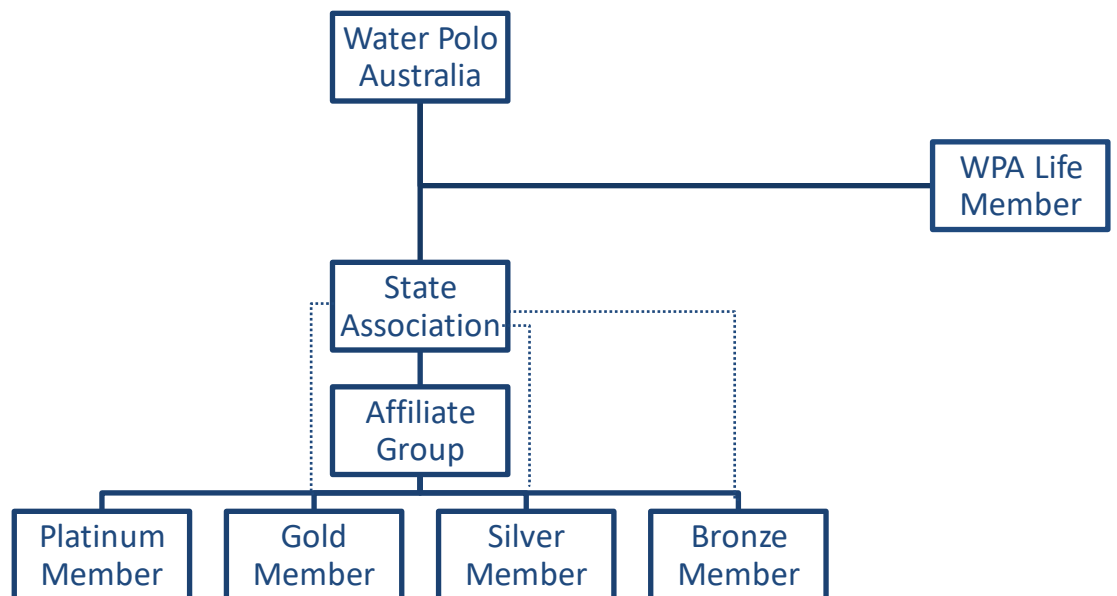 Water Polo
Australia
WPA Life
Member
State
Association
Affiliate
Group
Platinum
Member
Gold
Member
Silver
Member
Bronze
Member